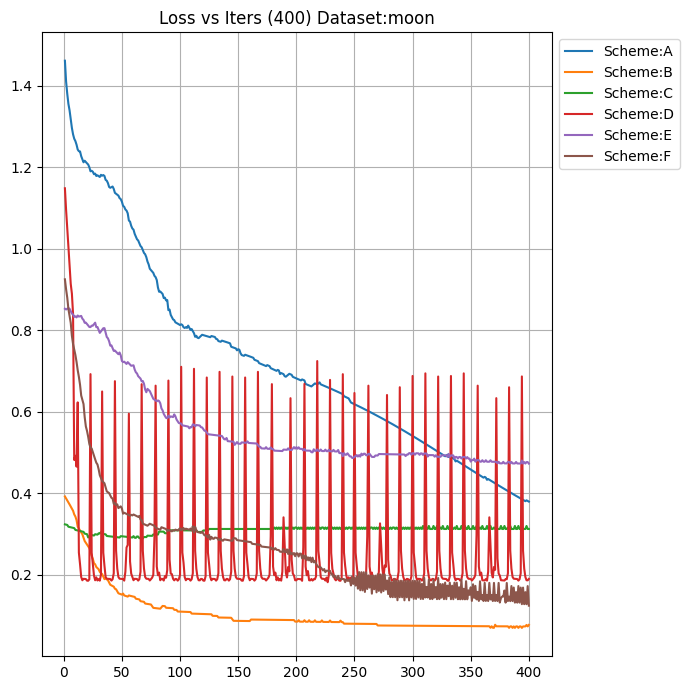 Loss vs Iters (400) Dataset:moon
Scheme:A
Scheme:B
Scheme:C
Scheme:D
Scheme:E
Scheme:F
1.4
1.2
1.0
0.8
0.6
0.4
0.2
0 50 100 150 200 250 300 350 400